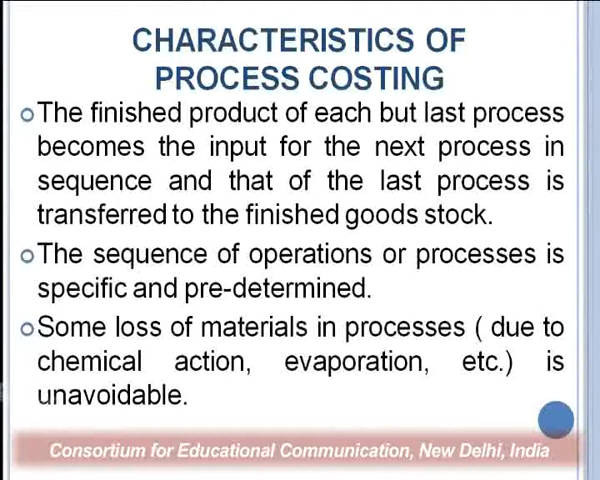 CHARACTERISTICS OF
PROCESS COSTING
The finished product of each but last process
becomes the input for the next process in
sequence and that of the last process is
transferred to the finished goods stock.
The sequence of operations or processes is
specific and pre-determined.
Some loss of materials in processes ( due to
chemical action, evaporation, etc.) is
unavoidable.
Consortium for Educational Communication, New Delhi, India